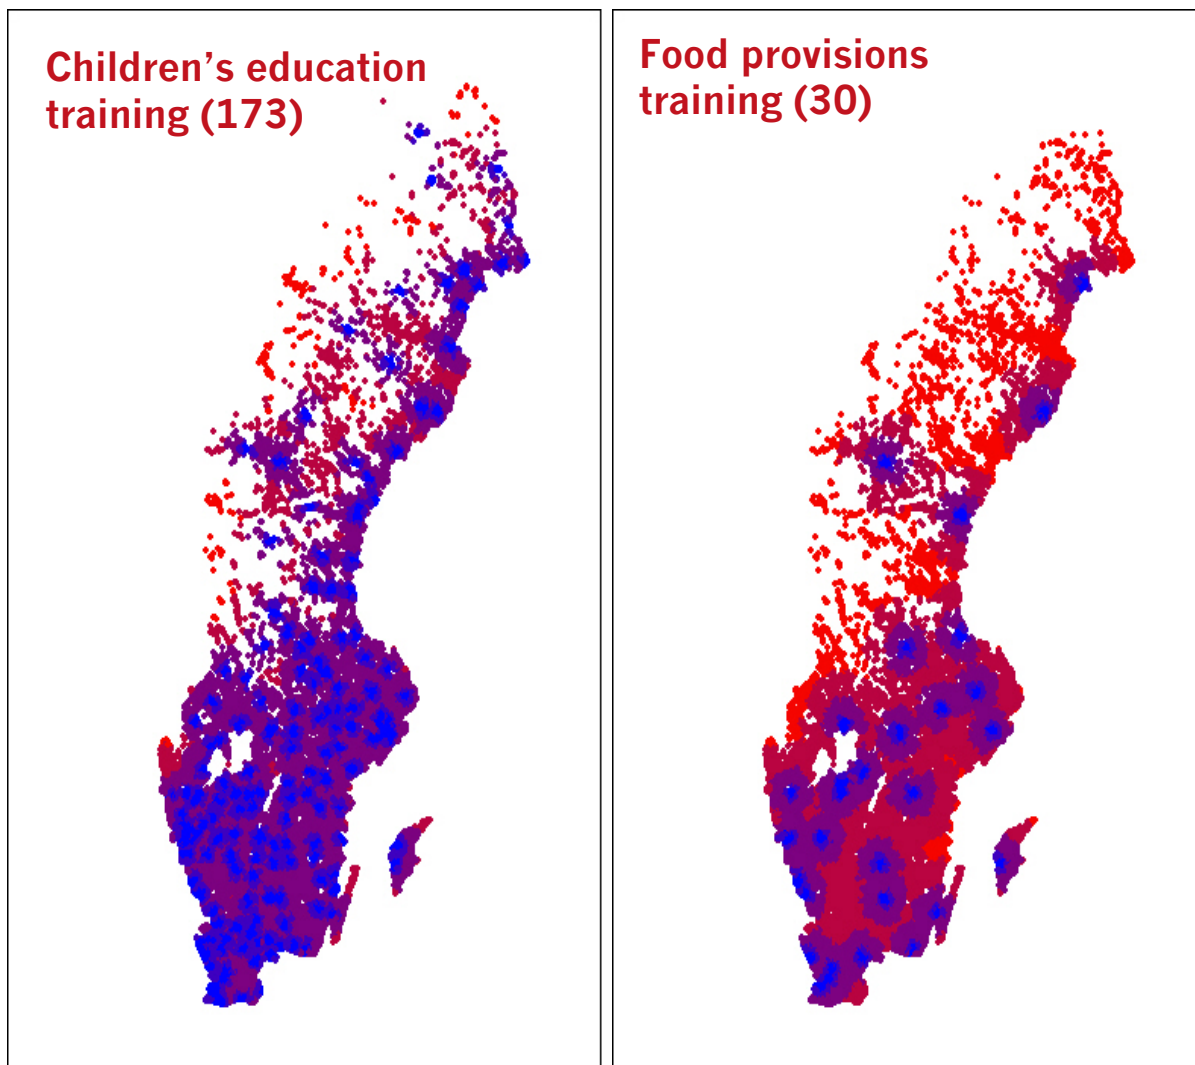 Children’s education
training (173)
Food provisions
training (30)